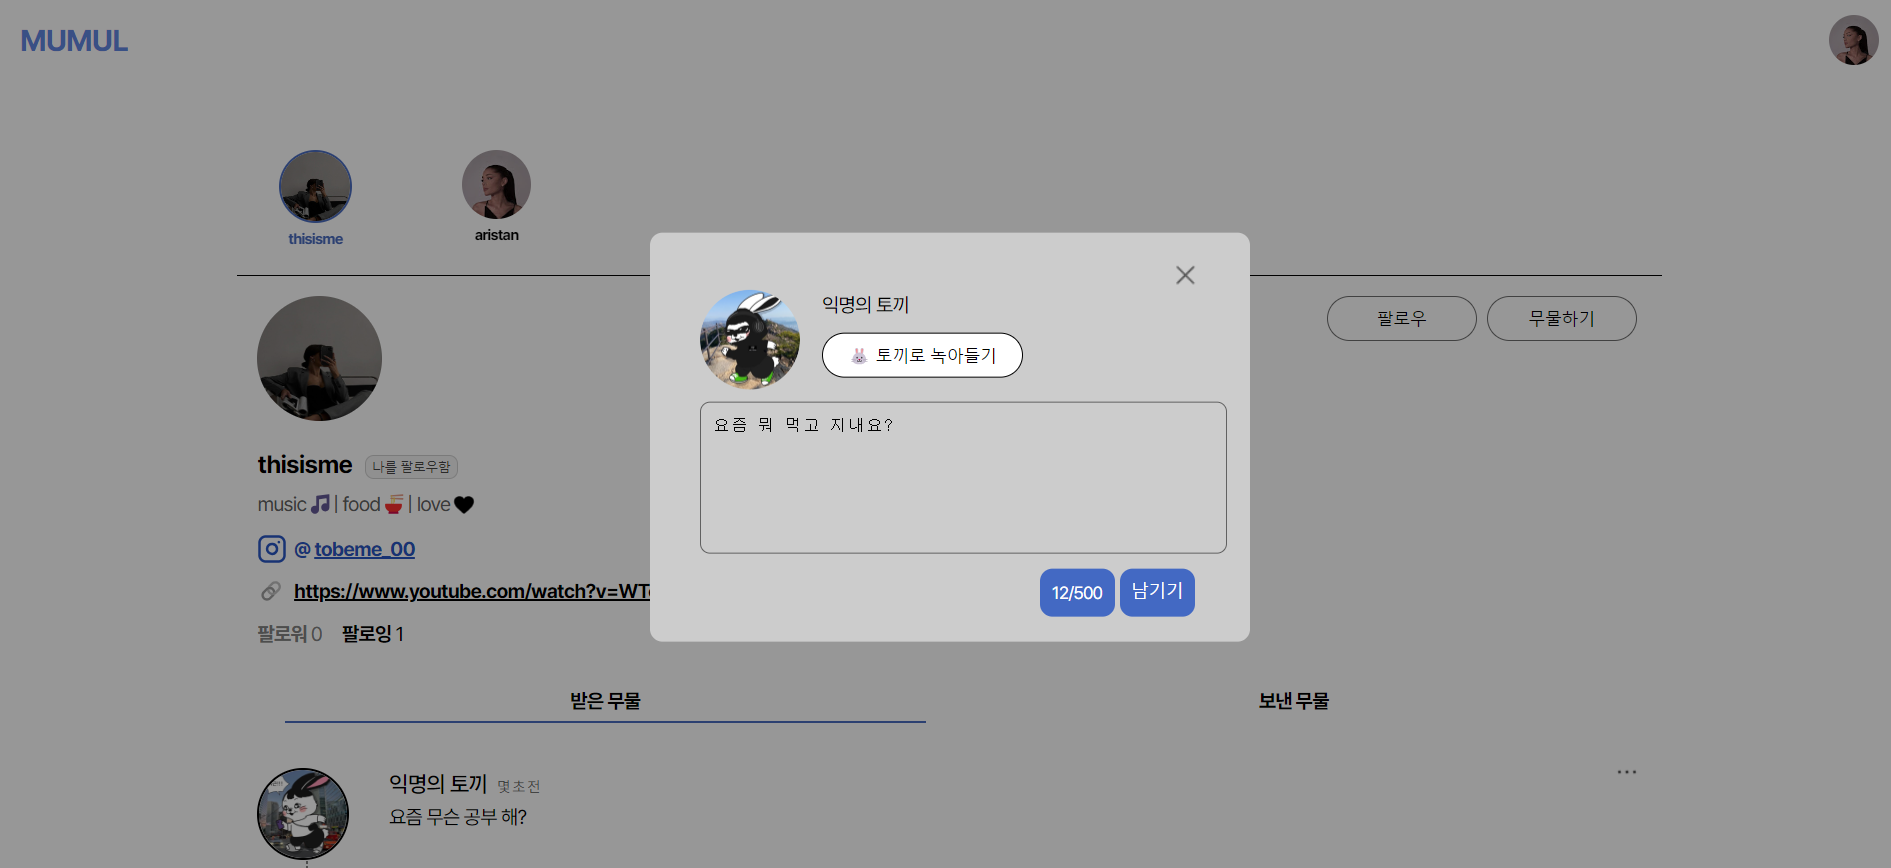 MUMUL
thisisme
aristan
팔로우
무물하기
익명의 토끼
토끼로 녹아들기
요즘 뭐 먹고 지내요?
12/500
남기기
thisisme 나를 팔로우함
music | food | love
@ tobeme_00
https://www.youtube.com/watch?v=WT
팔로워 0 팔로잉 1
받은 무물
보낸 무물
익명의 토끼 몇 초 전
요즘 무슨 공부 해?